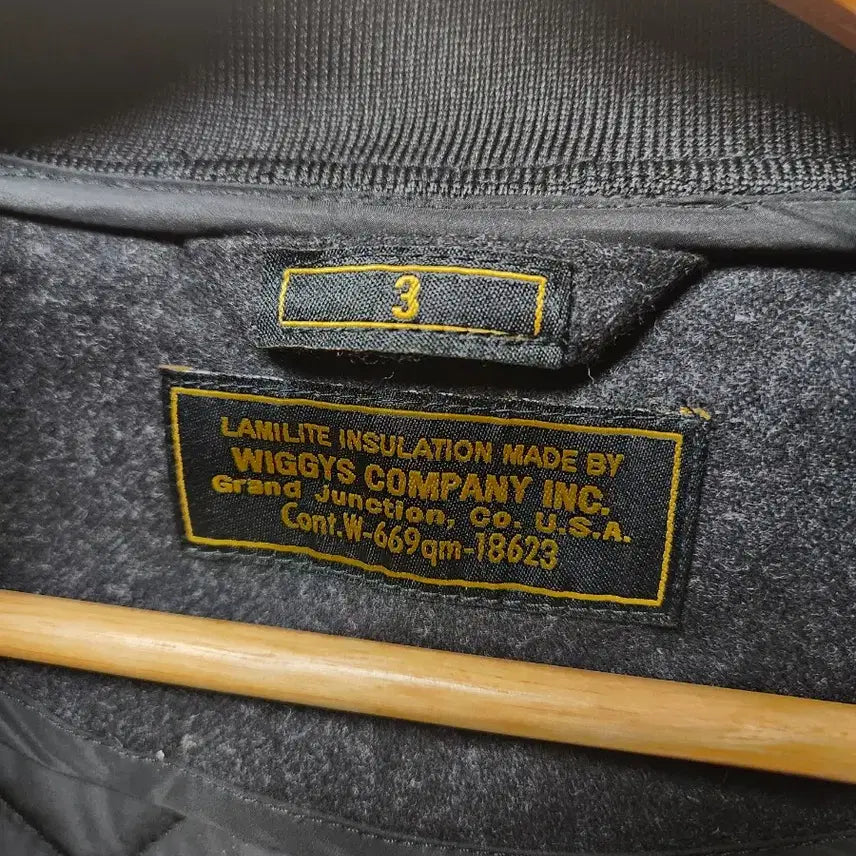 3
LAMILITE INSULATION MADE BY
WIGGYS COMPANY INC.
Grand Junction, Co. U.S.A.
Cont.W-669qm-18623